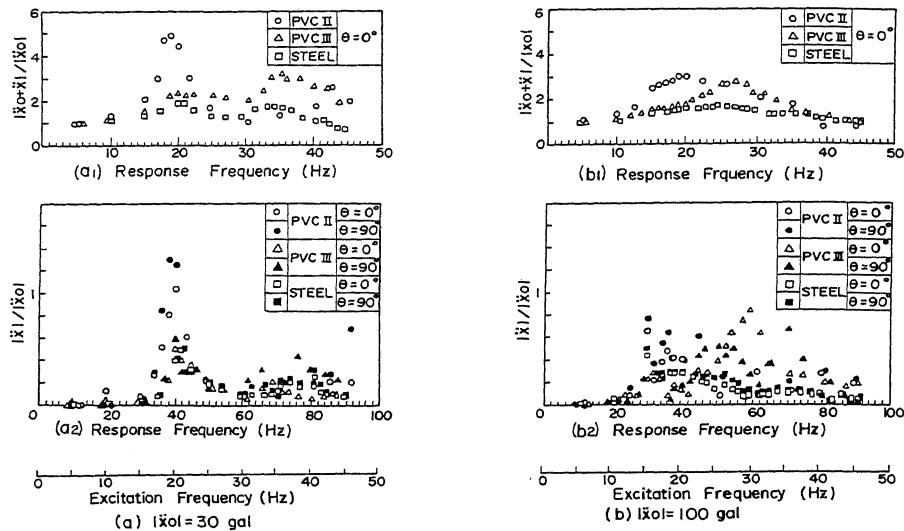 6
4
2
0
|ẍo+ẍ|/|ẍo|
PVC II
PVC III
STEEL
θ=0°
0 10 20 30 40 50
(a1) Response Frequency (Hz)
6
4
2
0
|ẍo+ẍ|/|ẍo|
PVC II
PVC III
STEEL
θ=0°
0 10 20 30 40 50
(b1) Response Frequency (Hz)
1
|ẍ|/|ẍo|
PVC II
θ=0°
θ=90°
PVC III
θ=0°
θ=90°
STEEL
θ=0°
θ=90°
0 20 40 60 80 100
(a2) Response Frequency (Hz)
1
|ẍ|/|ẍo|
PVC II
θ=0°
θ=90°
PVC III
θ=0°
θ=90°
STEEL
θ=0°
θ=90°
0 20 40 60 80 100
(b2) Response Frequency (Hz)
0 10 20 30 40 50
Excitation Frequency (Hz)
(a) |ẍo|=30 gal
0 10 20 30 40 50
Excitation Frequency (Hz)
(b) |ẍo|=100 gal